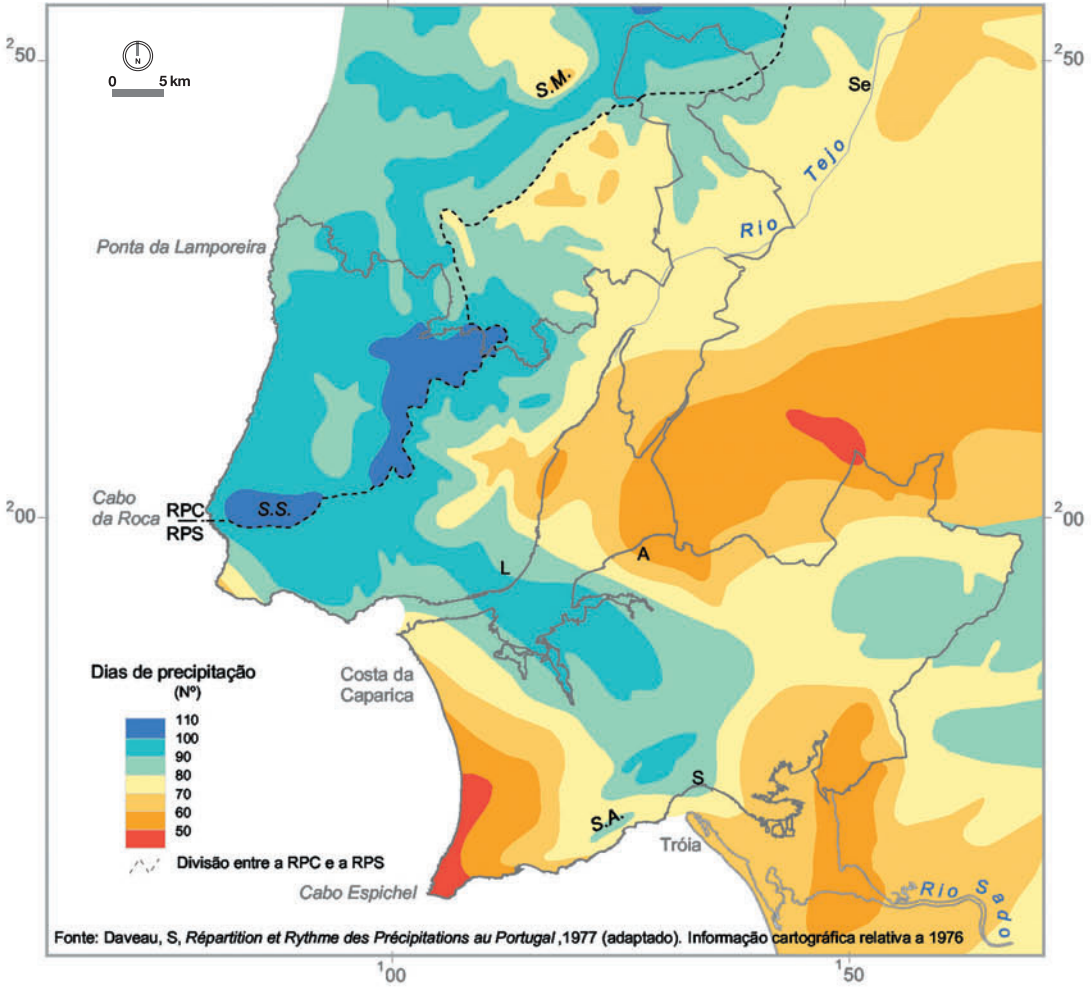 ²50
²50
N
0 5 km
S.M.
Se
Rio Tejo
Ponta da Lamporeira
Cabo da Roca
RPC
RPS
S.S.
²00
²00
L
A
Costa da
Caparica
Dias de precipitação
(Nº)
110
100
90
80
70
60
50
Divisão entre a RPC e a RPS
S
S.A.
Tróia
Cabo Espichel
Rio Sado
Fonte: Daveau, S, Répartition et Rythme des Précipitations au Portugal ,1977 (adaptado). Informação cartográfica relativa a 1976
¹00
¹50